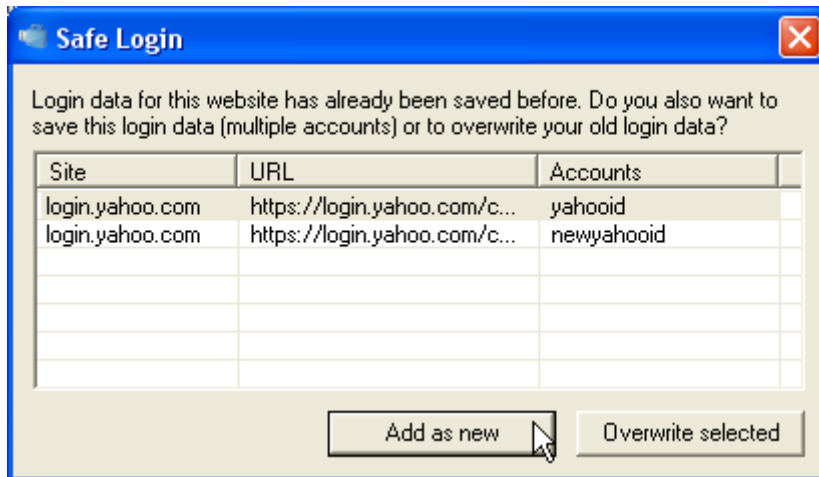 Safe Login
Login data for this website has already been saved before. Do you also want to
save this login data (multiple accounts) or to overwrite your old login data?
Site URL Accounts
login.yahoo.com https://login.yahoo.com/c... yahooid
login.yahoo.com https://login.yahoo.com/c... newyahooid
Add as new Overwrite selected